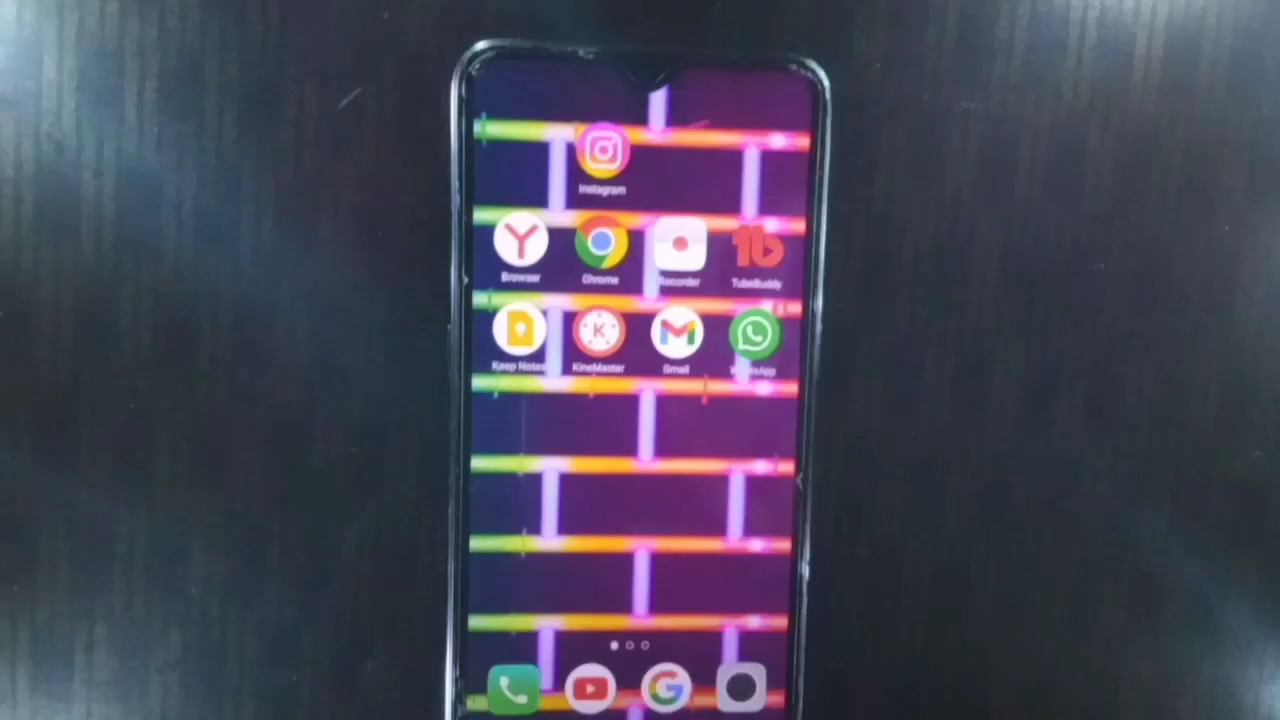 Instagram
Browser
Chrome
Recorder
TubeBuddy
Keep Notes
KineMaster
Gmail
WhatsApp